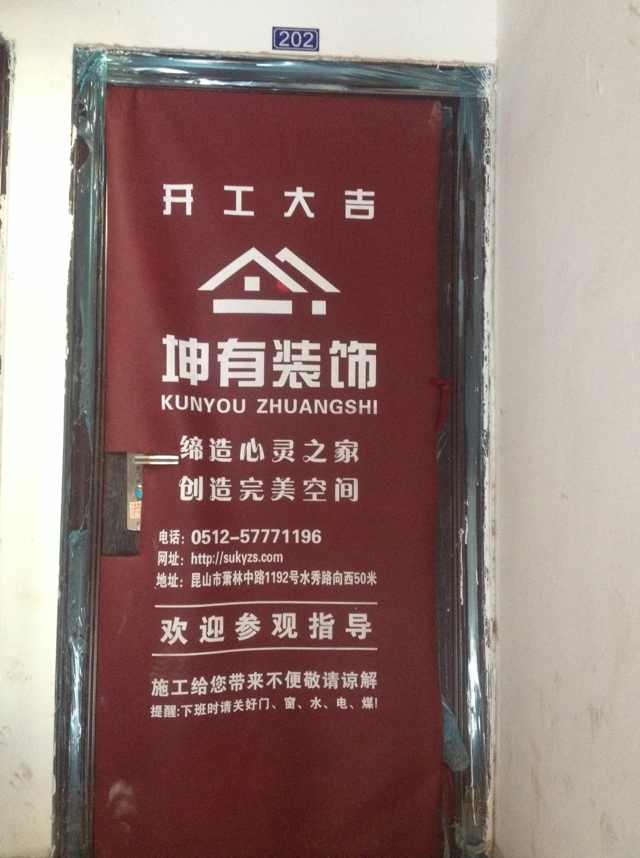 202
开工大吉
坤有装饰
KUNYOU ZHUANGSHI
缔造心灵之家
创造完美空间
电话：0512-57771196
网址：http://sukyzs.com
地址：昆山市萧林中路1192号水秀路向西50米
欢迎参观指导
施工给您带来不便敬请谅解
提醒:下班时请关好门、窗、水、电、煤!